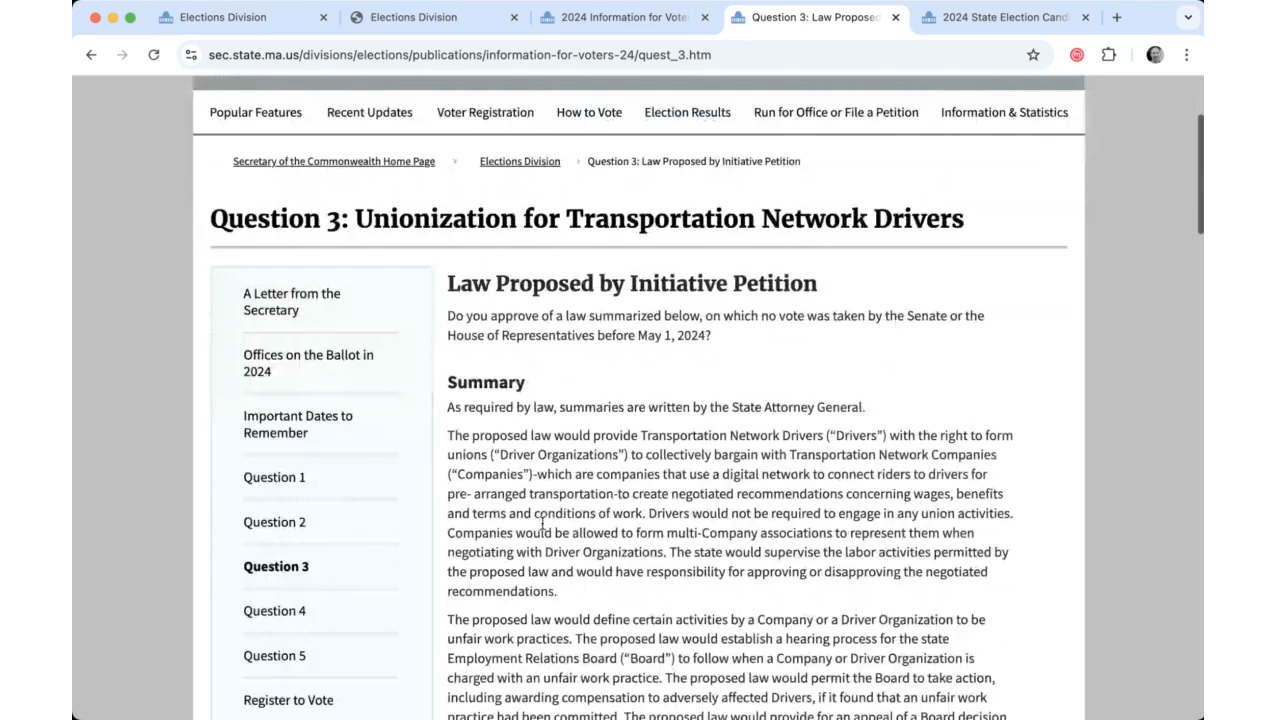 Elections Division
Elections Division
2024 Information for Vote
Question 3: Law Propose
2024 State Election Cand
sec.state.ma.us/divisions/elections/publications/information-for-voters-24/quest_3.htm
Popular Features
Recent Updates
Voter Registration
How to Vote
Election Results
Run for Office or File a Petition
Information & Statistics
Secretary of the Commonwealth Home Page
Elections Division
Question 3: Law Proposed by Initiative Petition
Question 3: Unionization for Transportation Network Drivers
A Letter from the
Secretary
Offices on the Ballot in
2024
Important Dates to
Remember
Question 1
Question 2
Question 3
Question 4
Question 5
Register to Vote
Law Proposed by Initiative Petition
Do you approve of a law summarized below, on which no vote was taken by the Senate or the
House of Representatives before May 1, 2024?
Summary
As required by law, summaries are written by the State Attorney General.
The proposed law would provide Transportation Network Drivers (“Drivers”) with the right to form
unions (“Driver Organizations”) to collectively bargain with Transportation Network Companies
(“Companies”)-which are companies that use a digital network to connect riders to drivers for
pre- arranged transportation-to create negotiated recommendations concerning wages, benefits
and terms and conditions of work. Drivers would not be required to engage in any union activities.
Companies would be allowed to form multi-Company associations to represent them when
negotiating with Driver Organizations. The state would supervise the labor activities permitted by
the proposed law and would have responsibility for approving or disapproving the negotiated
recommendations.
The proposed law would define certain activities by a Company or a Driver Organization to be
unfair work practices. The proposed law would establish a hearing process for the state
Employment Relations Board (“Board”) to follow when a Company or Driver Organization is
charged with an unfair work practice. The proposed law would permit the Board to take action,
including awarding compensation to adversely affected Drivers, if it found that an unfair work
practice had been committed. The proposed law would provide for an appeal of a Board decision